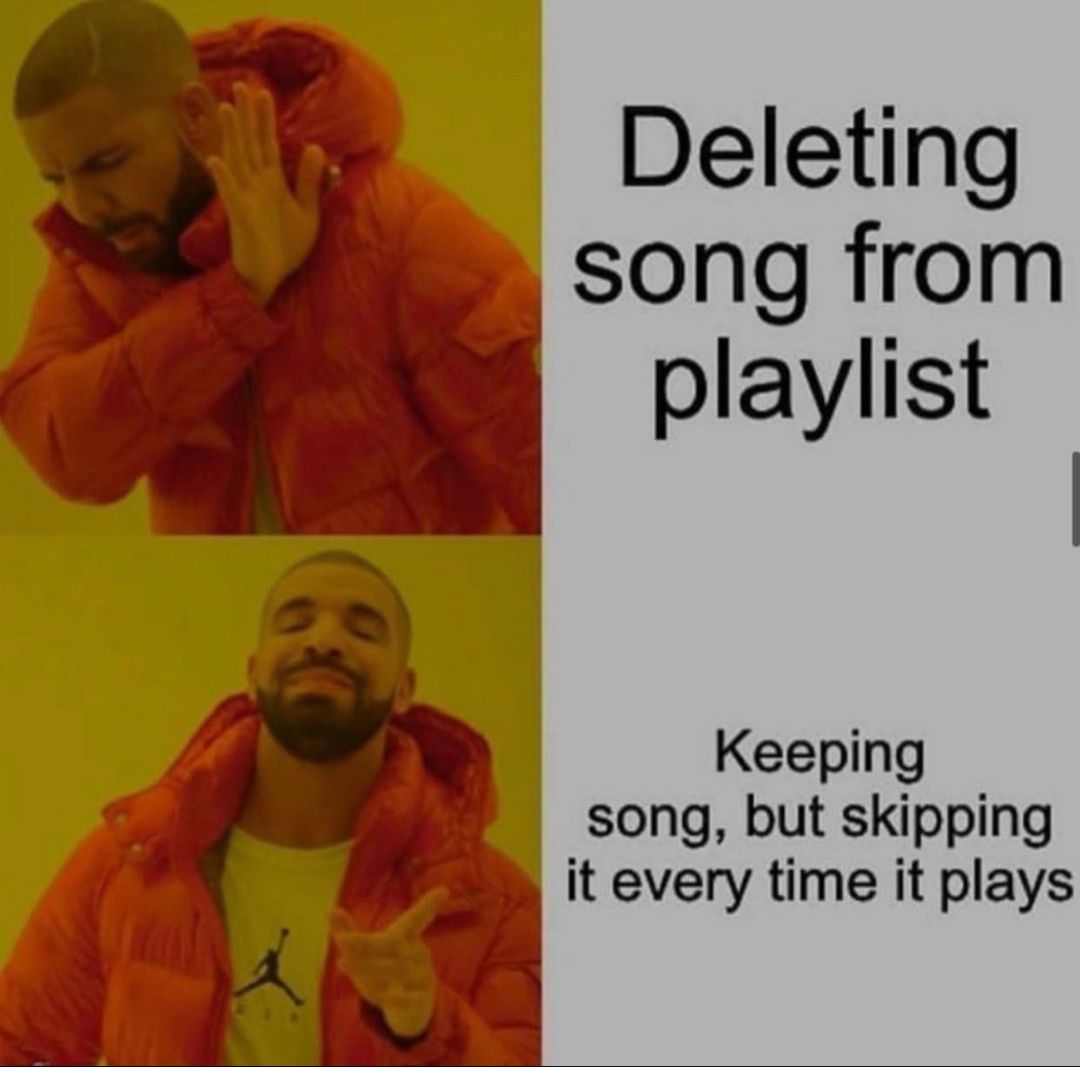 Deleting
song from
playlist
Keeping
song, but skipping
it every time it plays